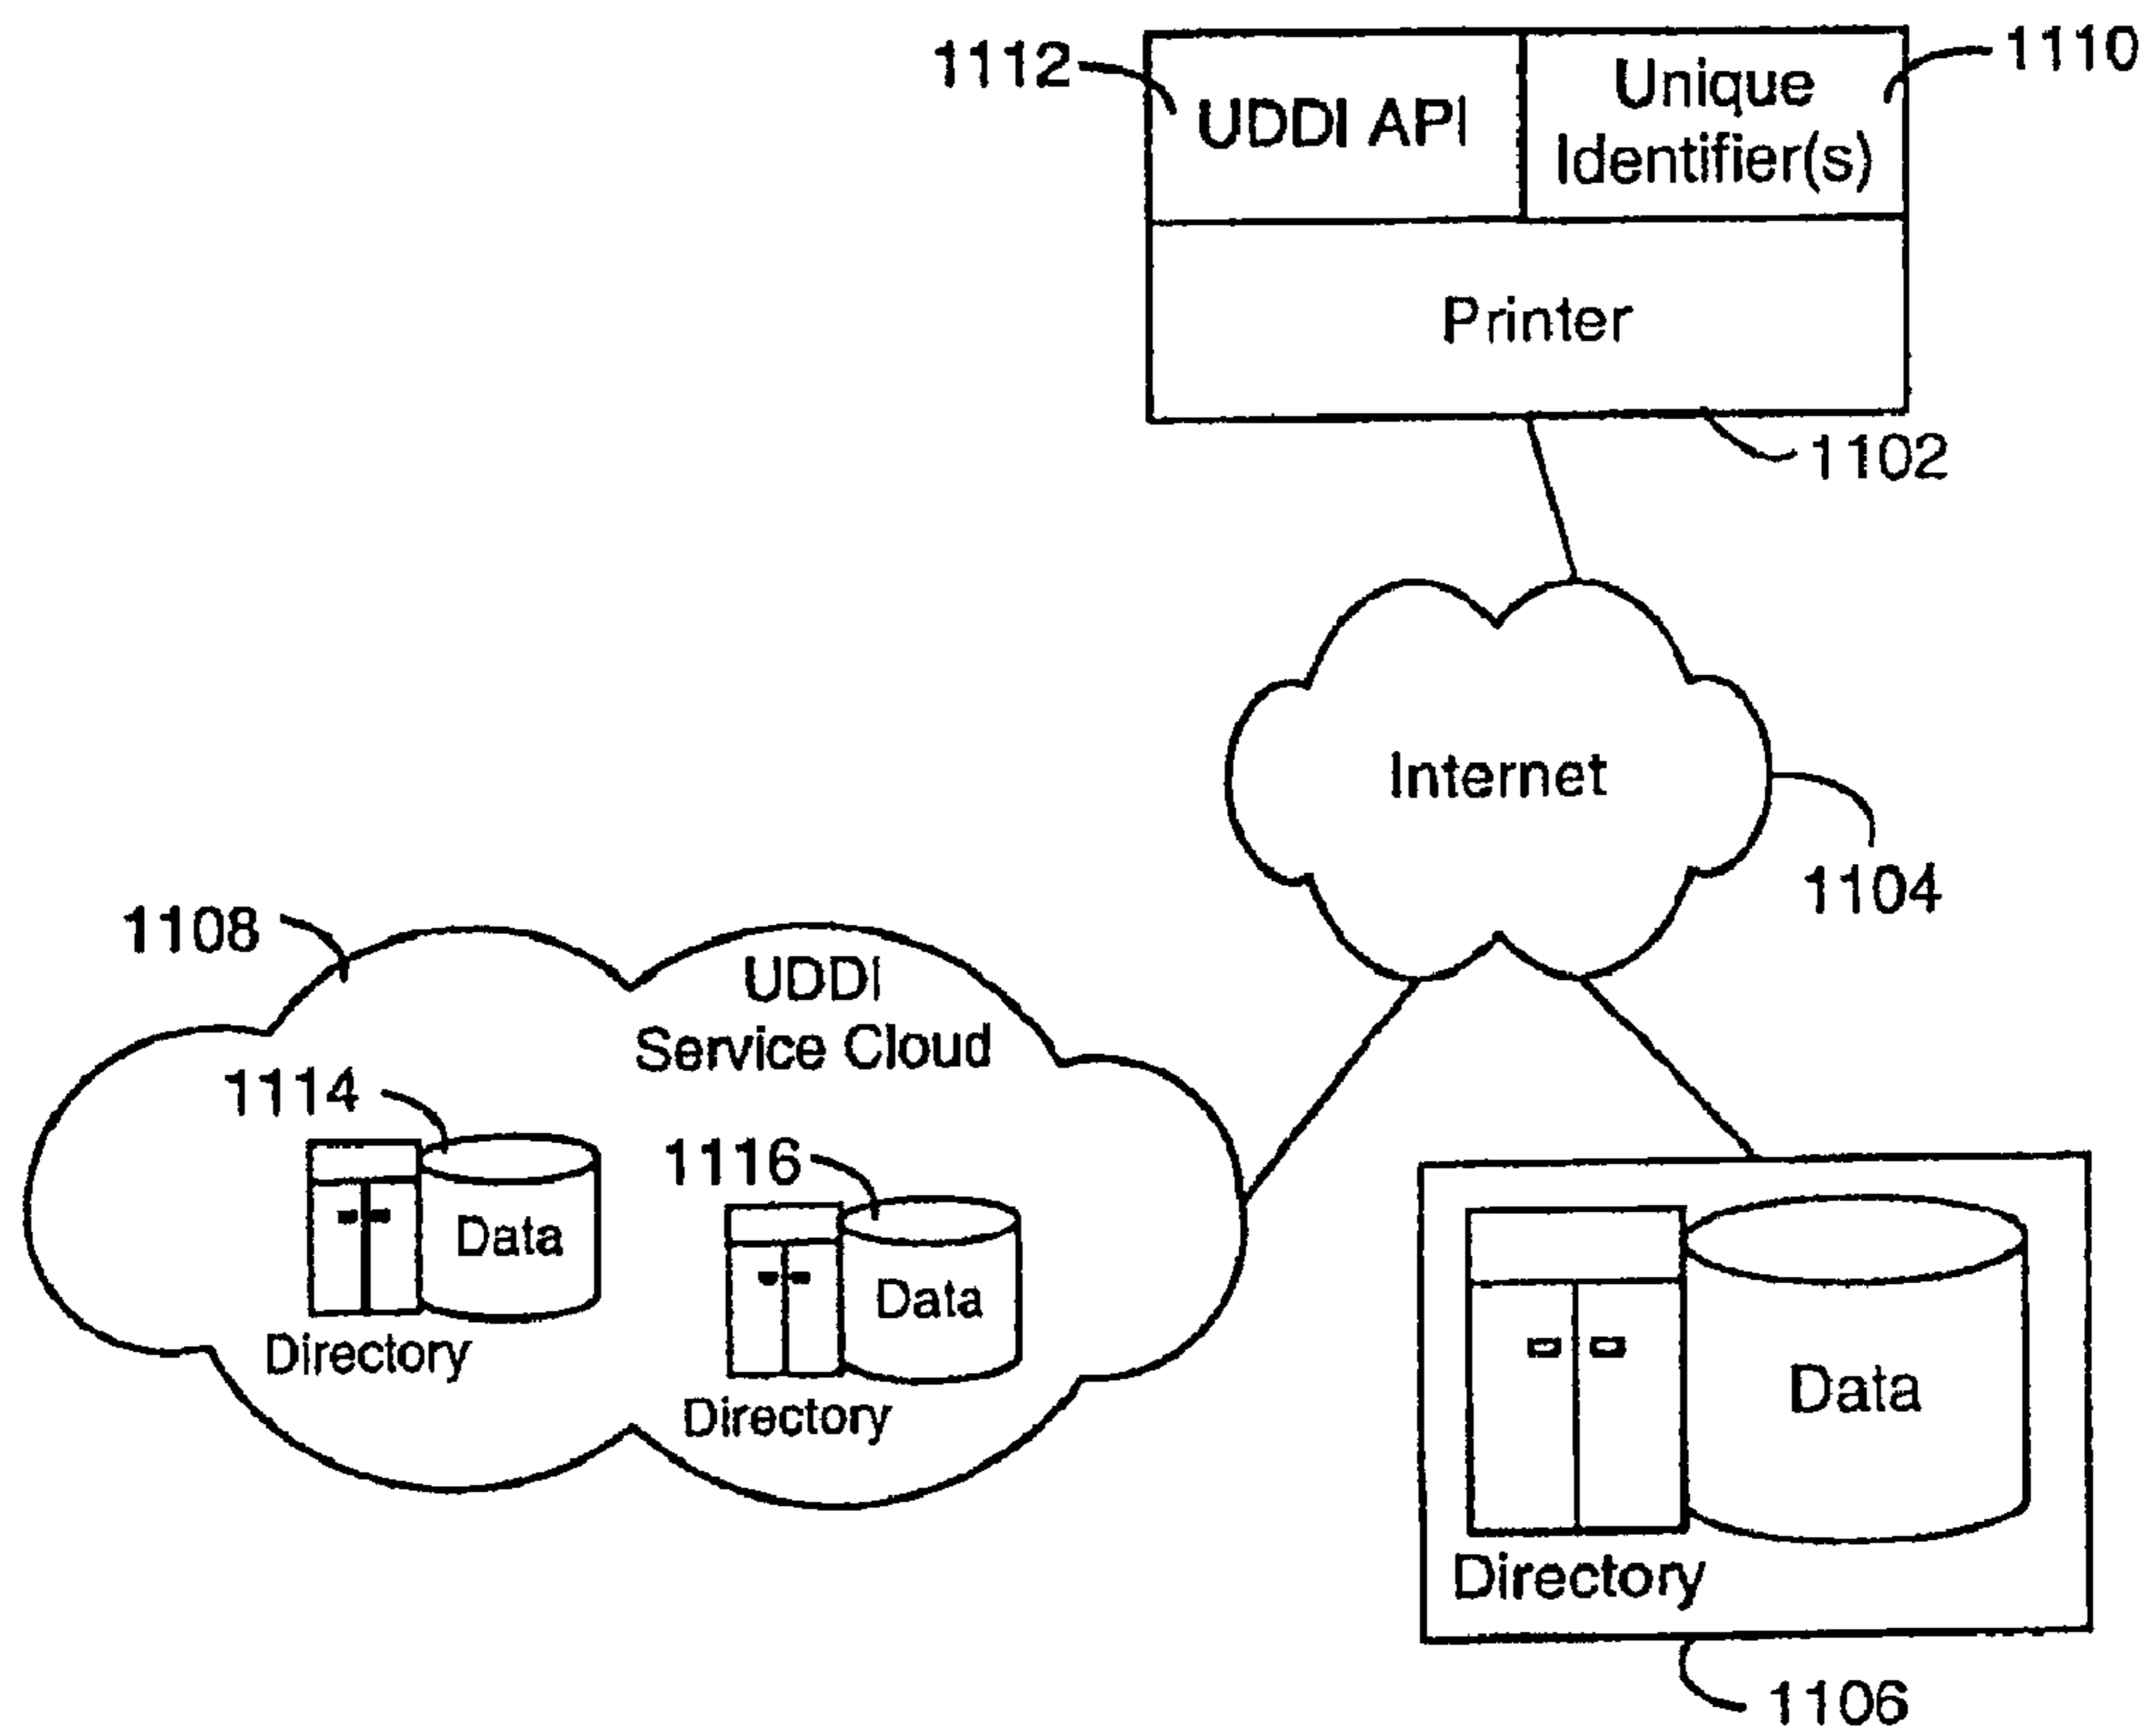 1112
1110
UDDI API
Unique
Identifier(s)
Printer
1102
Internet
1104
1108
UDDI
Service Cloud
1114
1116
Data
Data
Directory
Directory
Data
Directory
1106